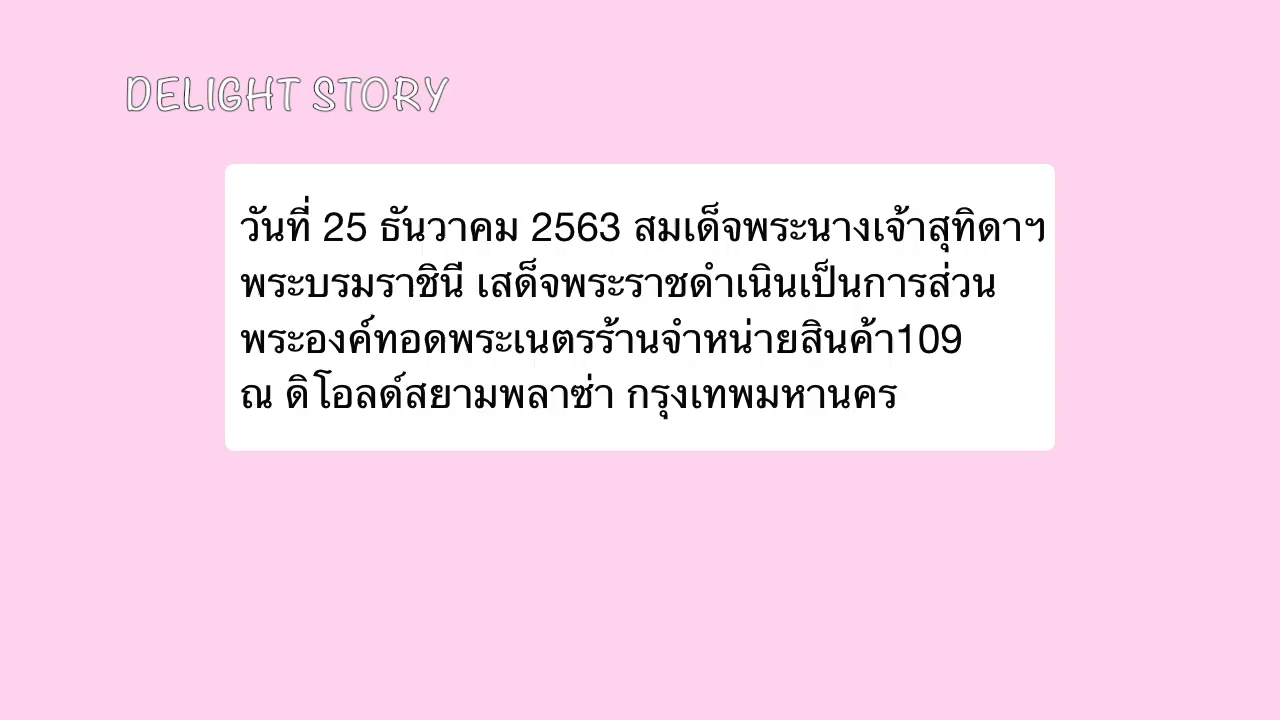 DELIGHT STORY
วันที่ 25 ธันวาคม 2563 สมเด็จพระนางเจ้าสุทิดาฯ
พระบรมราชินี เสด็จพระราชดำเนินเป็นการส่วน
พระองค์ทอดพระเนตรร้านจำหน่ายสินค้า109
ณ ดิโอลด์สยามพลาซ่า กรุงเทพมหานคร